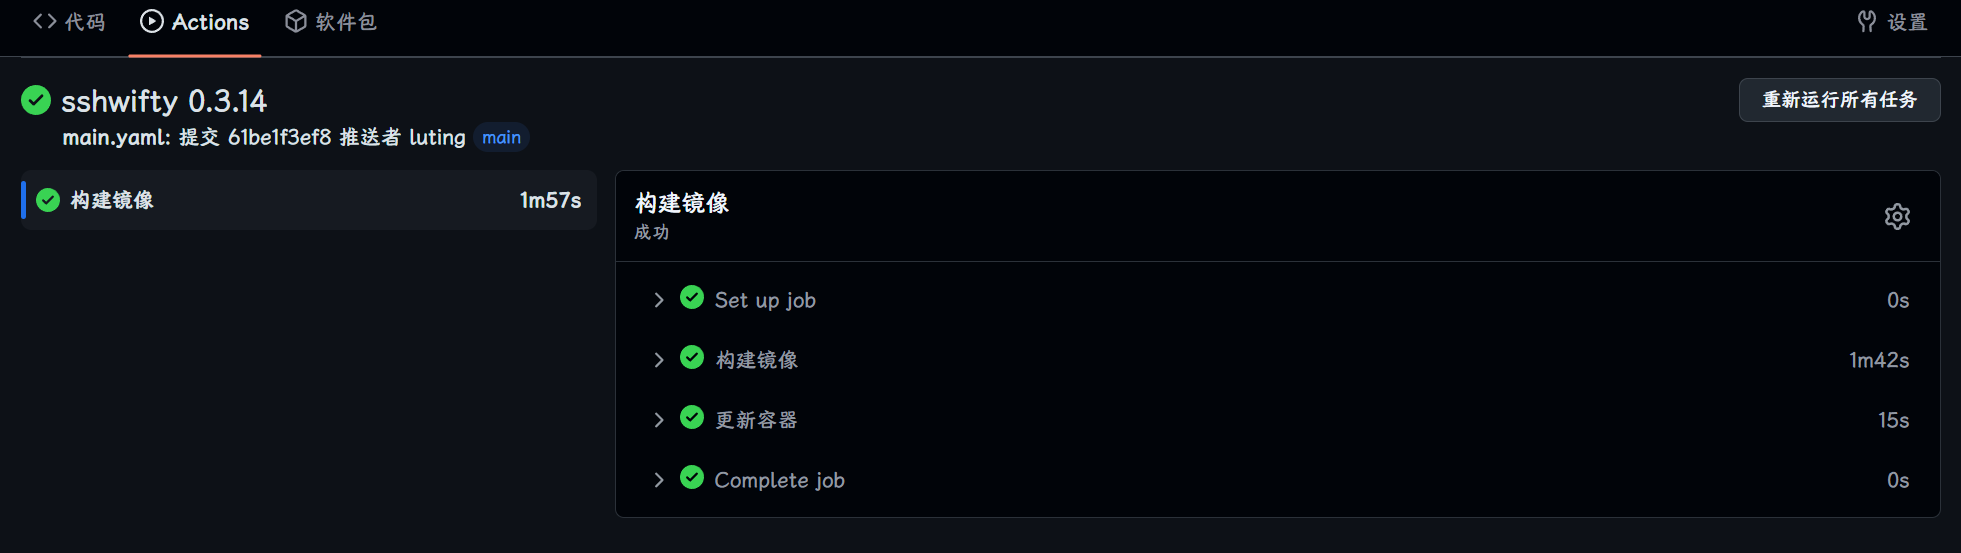 代码 Actions 软件包 设置
sshwifty 0.3.14
重新运行所有任务
main.yaml: 提交 61be1f3ef8 推送者 luting main
构建镜像 1m57s
构建镜像
成功
Set up job 0s
构建镜像 1m42s
更新容器 15s
Complete job 0s